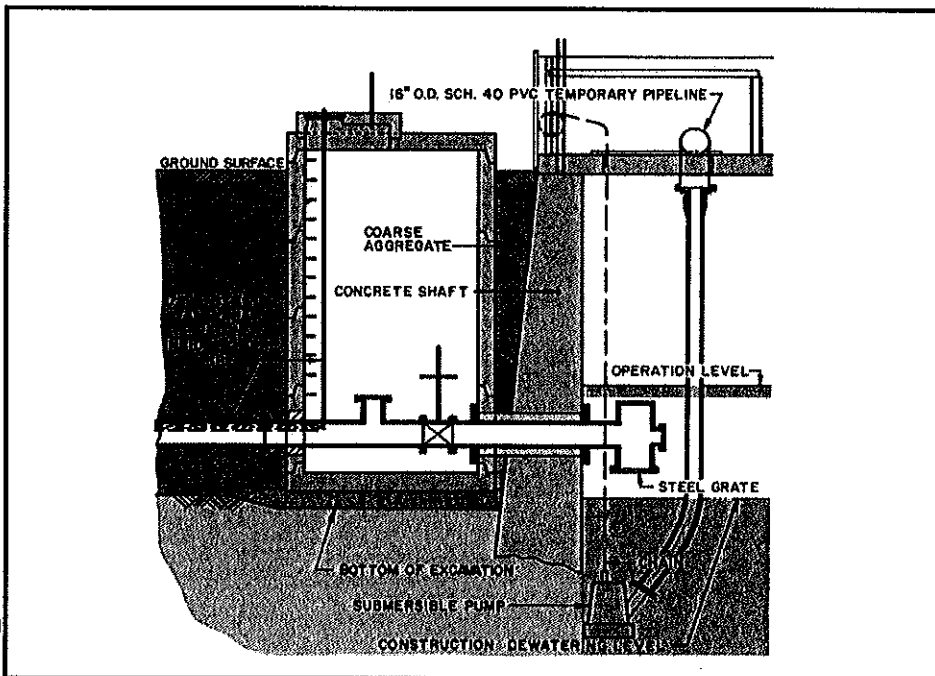 16" O.D. SCH. 40 PVC TEMPORARY PIPELINE
GROUND SURFACE
COARSE
AGGREGATE
CONCRETE SHAFT
OPERATION LEVEL
STEEL GRATE
CHAIN
BOTTOM OF EXCAVATION
SUBMERSIBLE PUMP
CONSTRUCTION DEWATERING LEVEL